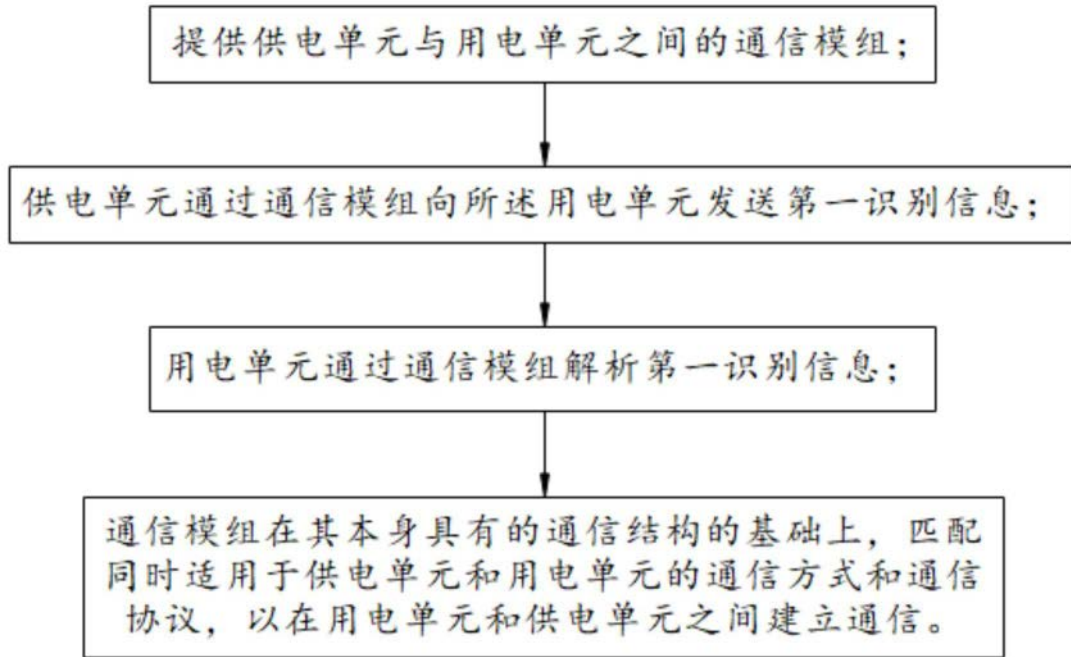 提供供电单元与用电单元之间的通信模组；
供电单元通过通信模组向所述用电单元发送第一识别信息；
用电单元通过通信模组解析第一识别信息；
通信模组在其本身具有的通信结构的基础上，匹配
同时适用于供电单元和用电单元的通信方式和通信
协议，以在用电单元和供电单元之间建立通信。